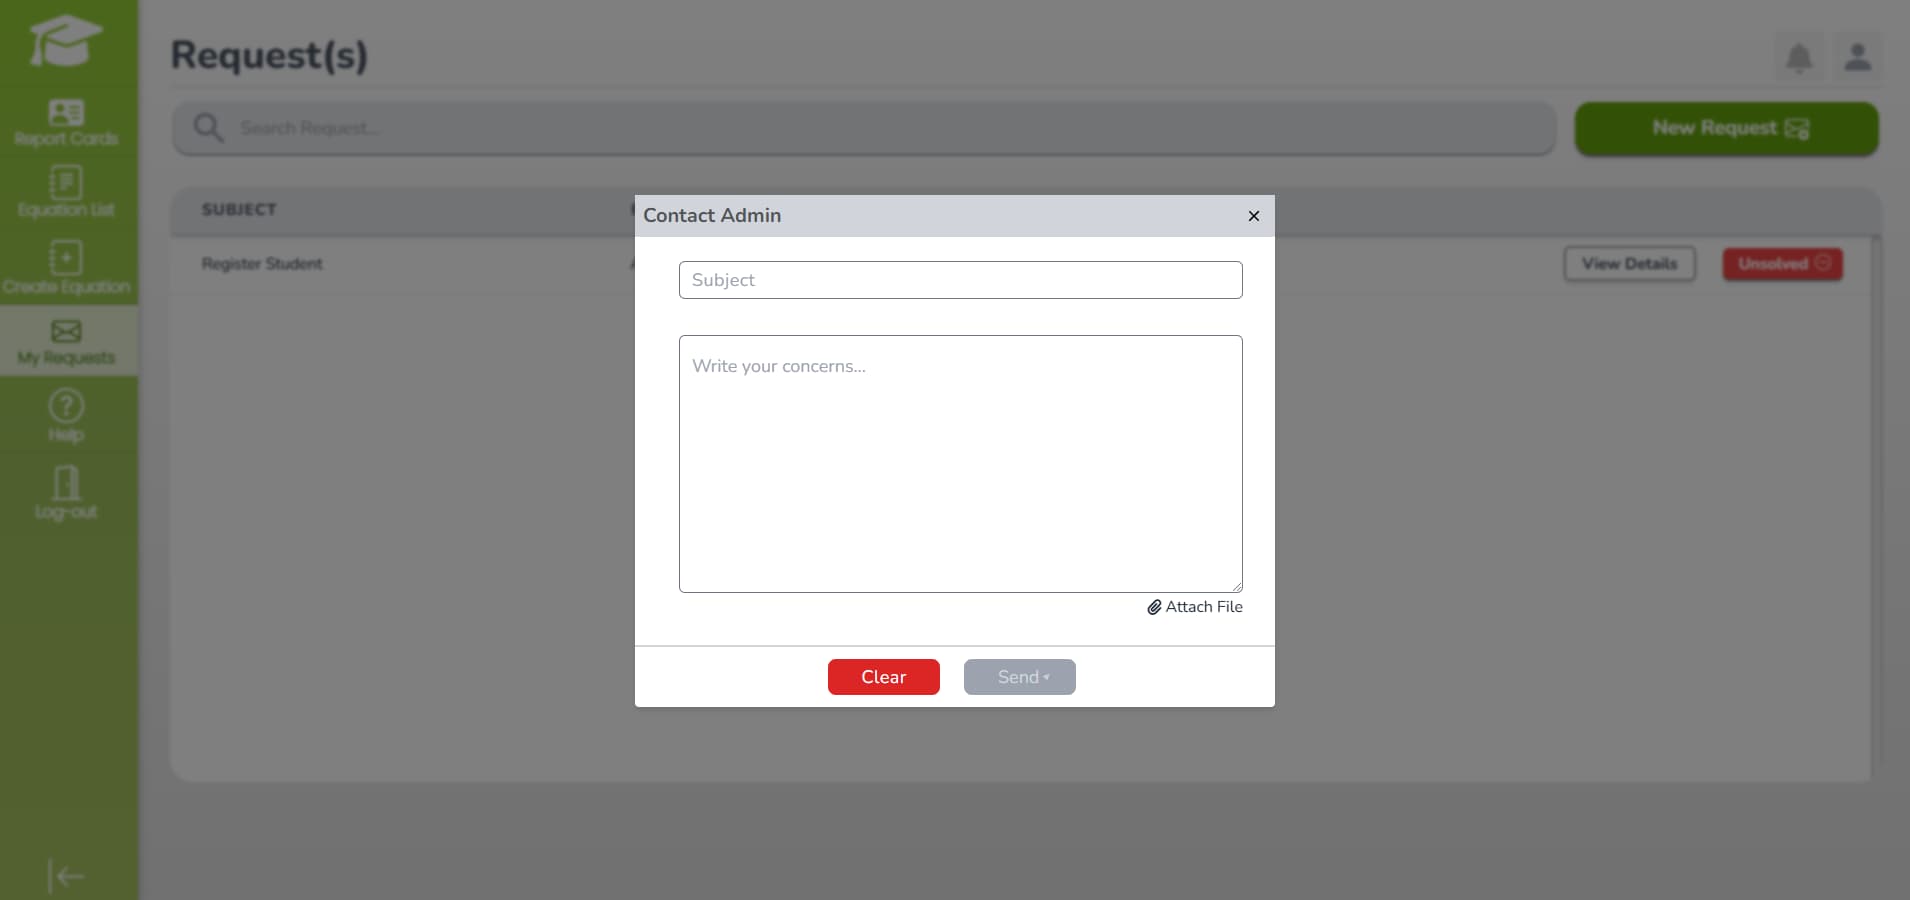 Request(s)
Report Cards
Search Request...
New Request
Equation List
SUBJECT
Contact Admin
Create Equation
Register Student
View Details
Unsolved
Subject
My Requests
Write your concerns...
Help
Log-out
Attach File
Clear
Send